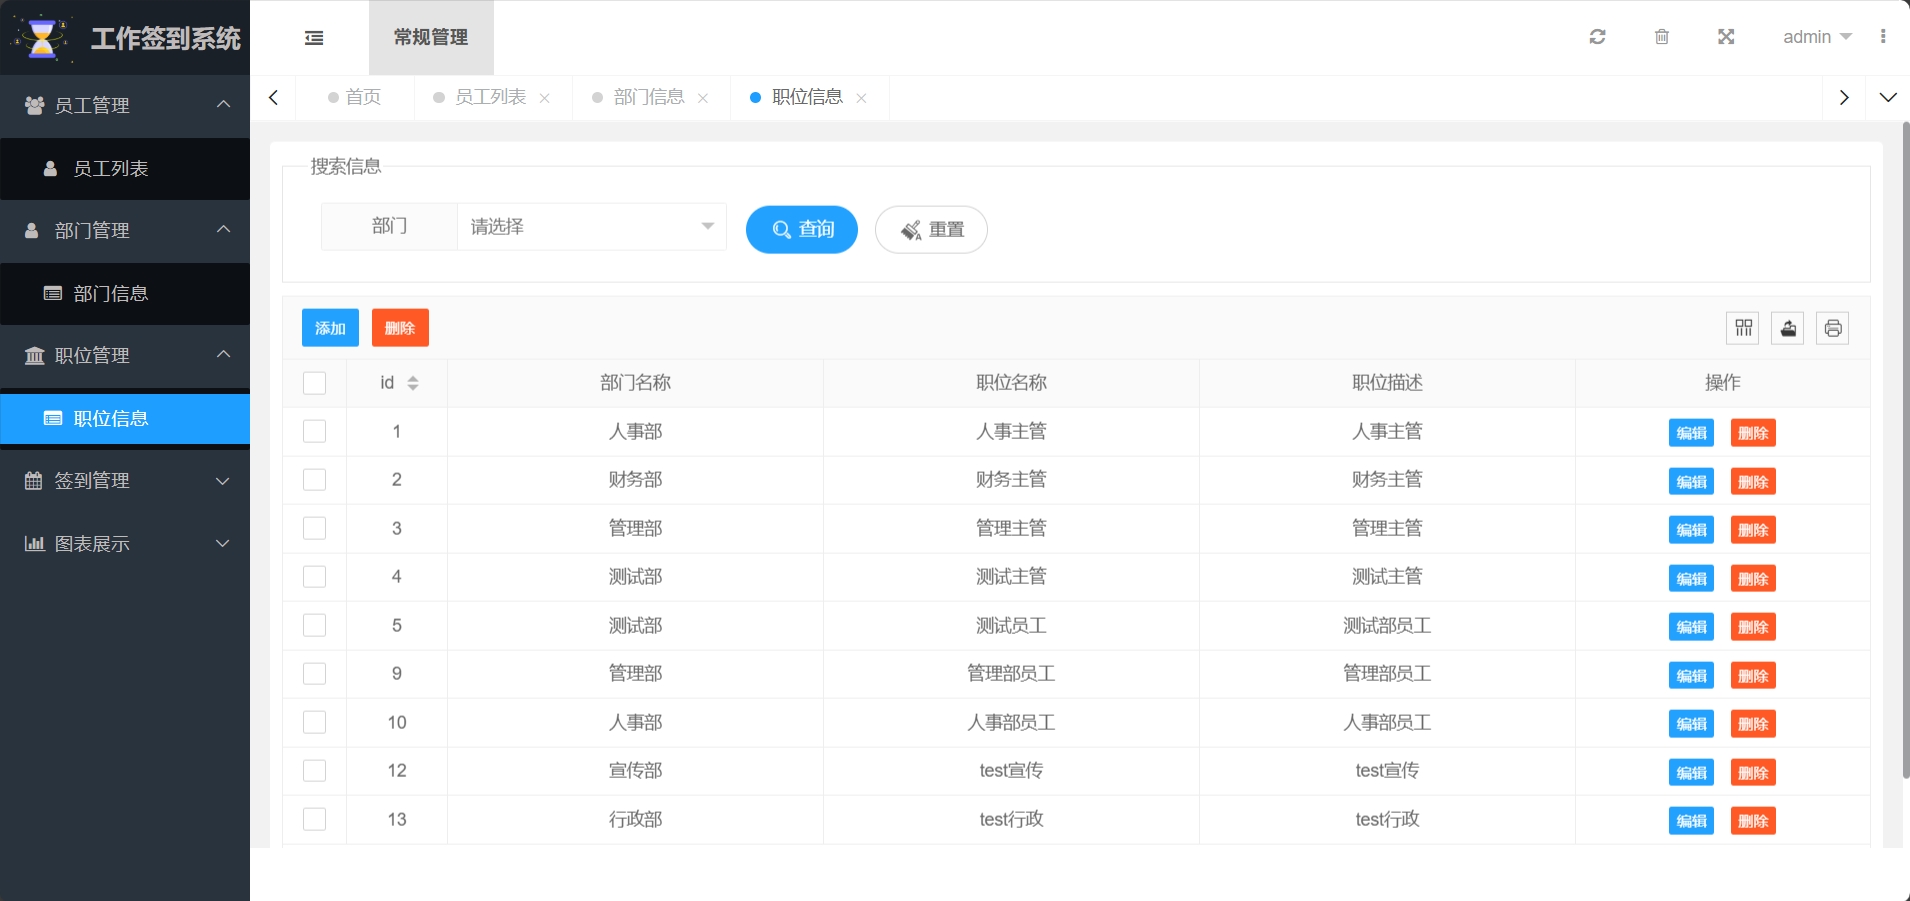 工作签到系统
常规管理
admin
员工管理
员工列表
部门管理
部门信息
职位管理
职位信息
签到管理
图表展示
首页
员工列表
部门信息
职位信息
搜索信息
部门 请选择 查询 重置
添加 删除
id 部门名称 职位名称 职位描述 操作
1 人事部 人事主管 人事主管 编辑 删除
2 财务部 财务主管 财务主管 编辑 删除
3 管理部 管理主管 管理主管 编辑 删除
4 测试部 测试主管 测试主管 编辑 删除
5 测试部 测试员工 测试部员工 编辑 删除
9 管理部 管理部员工 管理部员工 编辑 删除
10 人事部 人事部员工 人事部员工 编辑 删除
12 宣传部 test宣传 test宣传 编辑 删除
13 行政部 test行政 test行政 编辑 删除